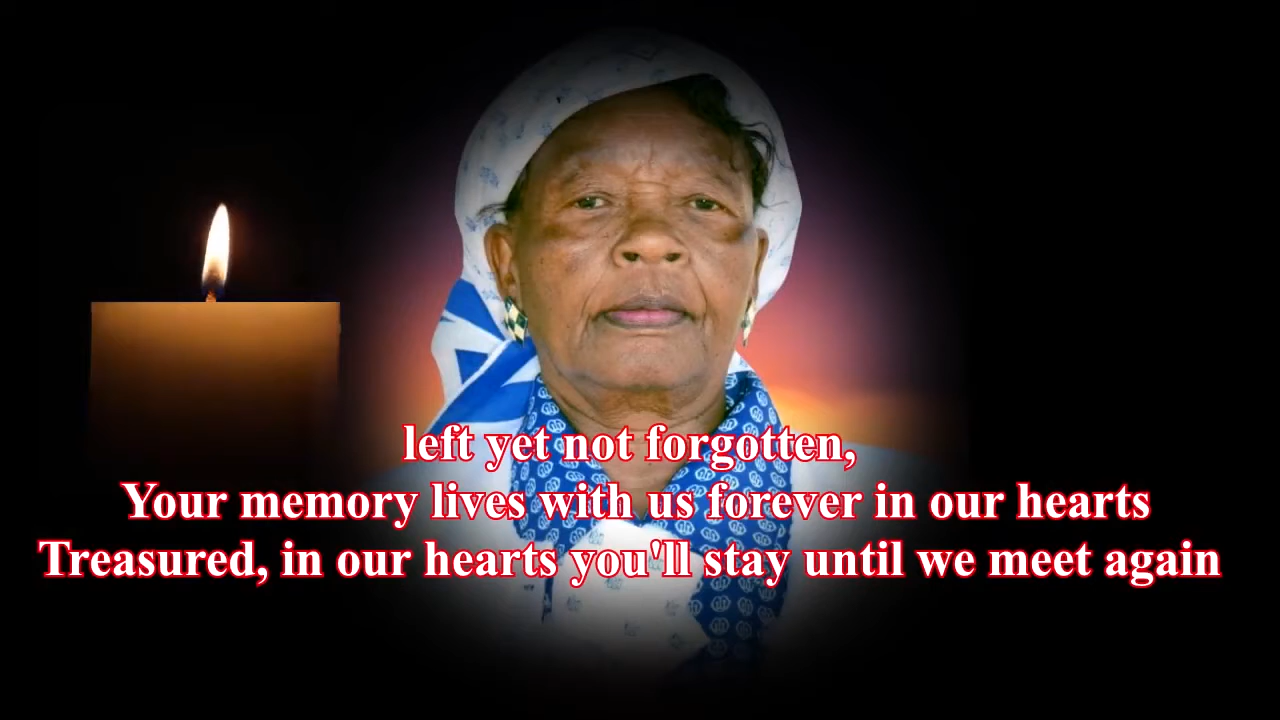 left yet not forgotten,
Your memory lives with us forever in our hearts
Treasured, in our hearts you'll stay until we meet again